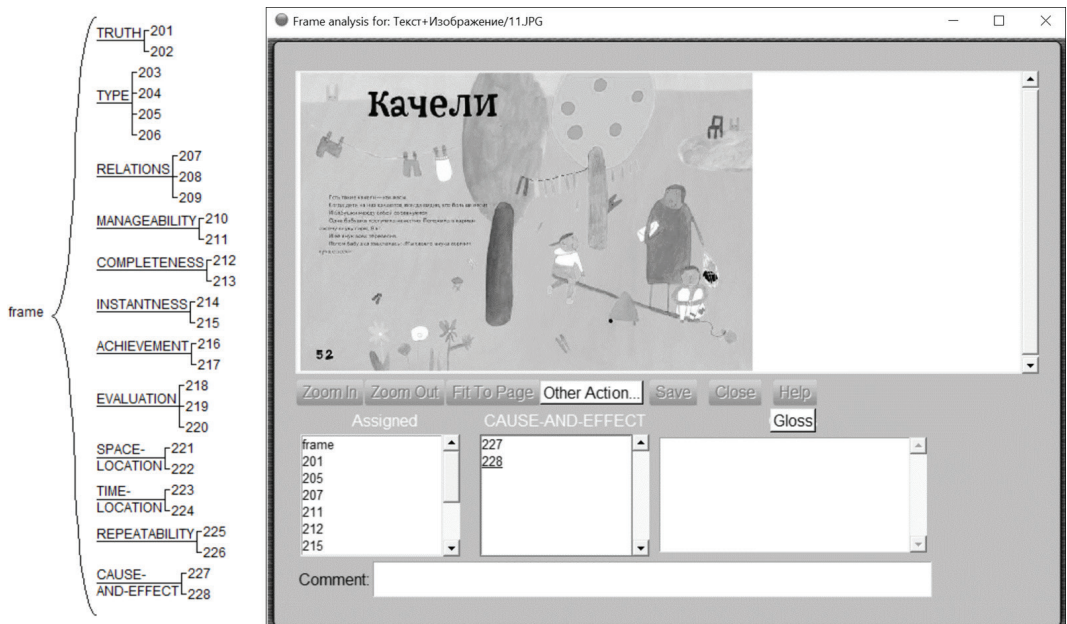 frame
TRUTH
201
202
TYPE
203
204
205
206
RELATIONS
207
208
209
MANAGEABILITY
210
211
COMPLETENESS
212
213
INSTANTNESS
214
215
ACHIEVEMENT
216
217
EVALUATION
218
219
220
SPACE-
LOCATION
221
222
TIME-
LOCATION
223
224
REPEATABILITY
225
226
CAUSE-
AND-EFFECT
227
228
Frame analysis for: Текст+Изображение/11.JPG
Качели
52
Zoom In Zoom Out Fit To Page Other Action... Save Close Help
Assigned CAUSE-AND-EFFECT Gloss
frame
201
205
207
211
212
215
227
228
Comment: